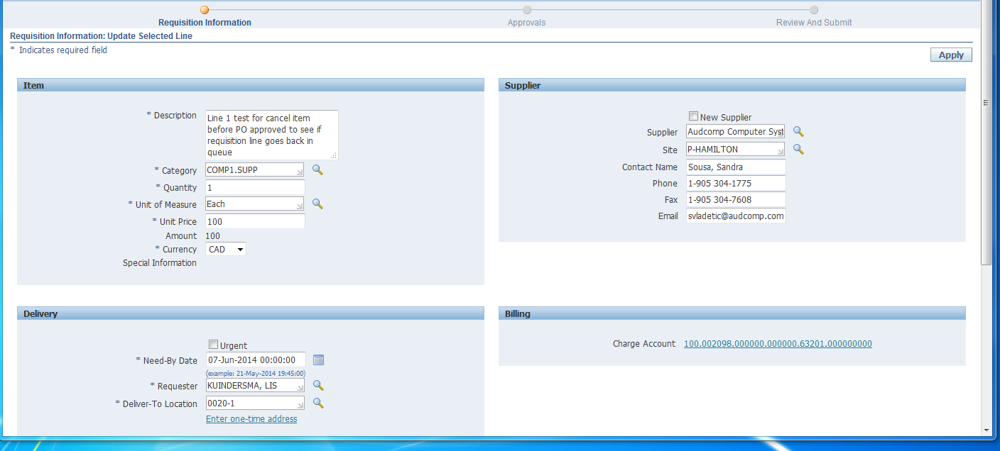 Requisition Information
Approvals
Review And Submit
Requisition Information: Update Selected Line
* Indicates required field
Apply
Item
* Description
Line 1 test for cancel item
before PO approved to see if
requisition line goes back in
queue
* Category COMP1.SUPP
* Quantity 1
* Unit of Measure Each
* Unit Price 100
Amount 100
* Currency CAD
Special Information
Supplier
New Supplier
Supplier Audcomp Computer Syst
Site P-HAMILTON
Contact Name Sousa, Sandra
Phone 1-905 304-1775
Fax 1-905 304-7608
Email svladetic@audcomp.com
Delivery
Urgent
* Need-By Date 07-Jun-2014 00:00:00
(example: 21-May-2014 19:45:00)
* Requester KUINDERSMA, LIS
* Deliver-To Location 0020-1
Enter one-time address
Billing
Charge Account 100.002098.000000.000000.63201.000000000